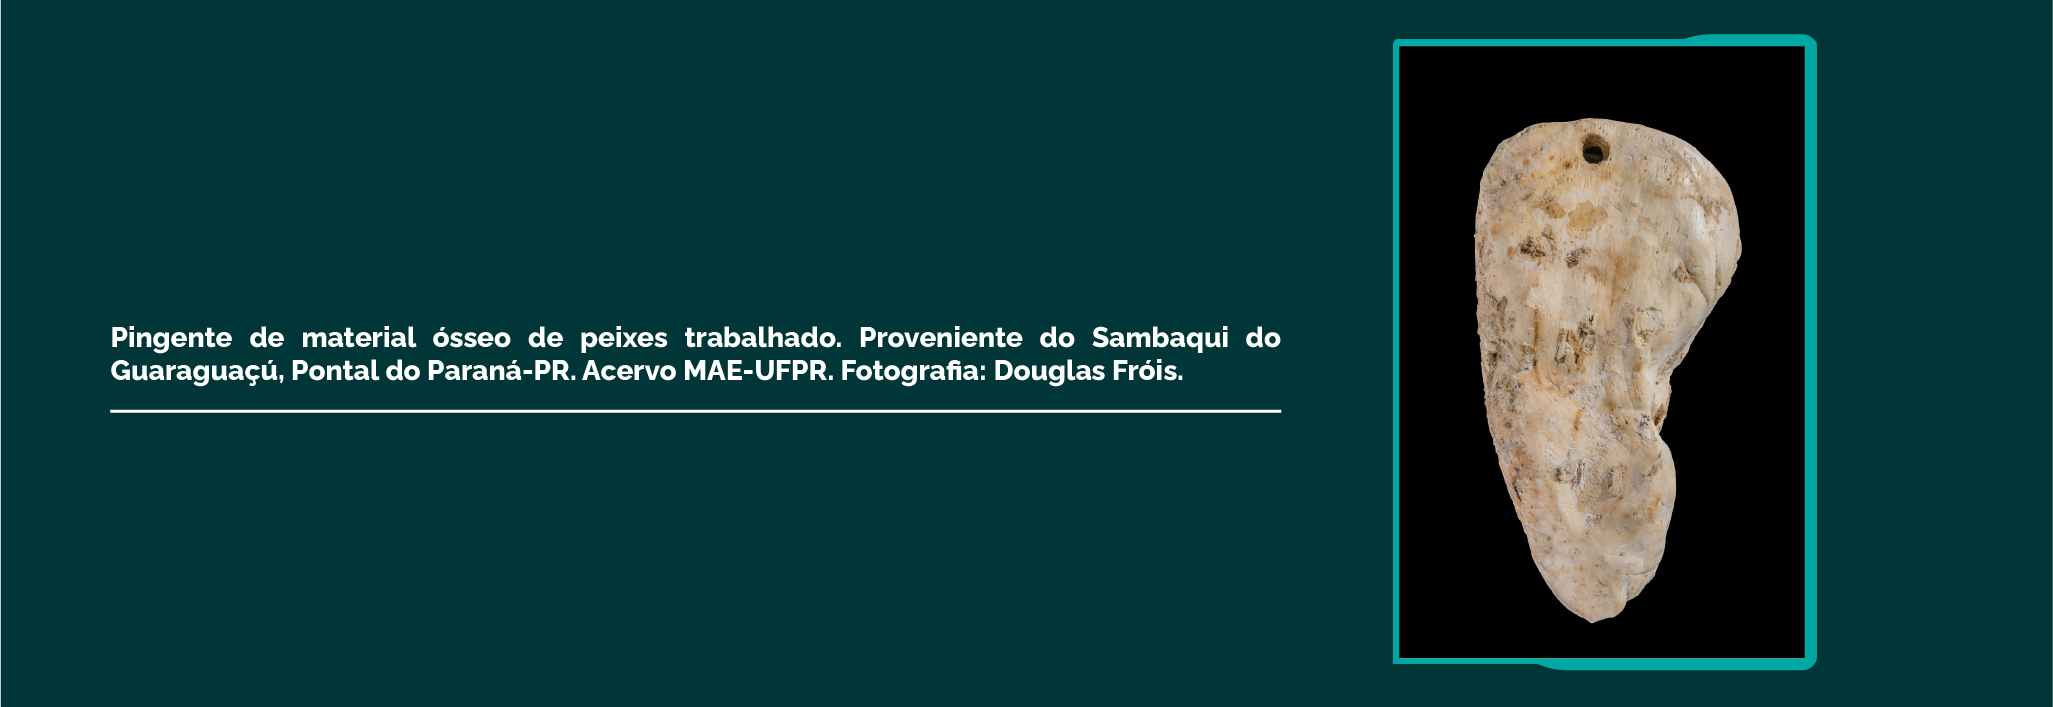 Pingente de material ósseo de peixes trabalhado. Proveniente do Sambaqui do
Guaraguaçú, Pontal do Paraná-PR. Acervo MAE-UFPR. Fotografia: Douglas Fróis.